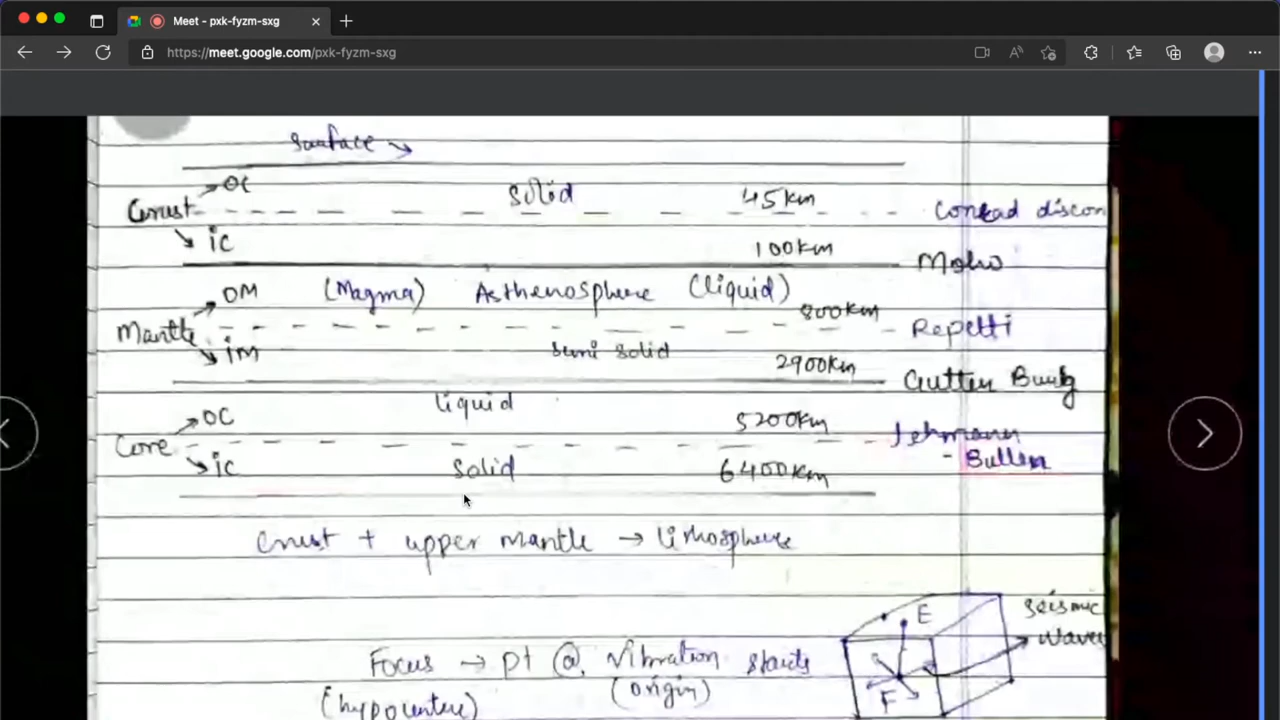 Meet - pxk-fyzm-sxg
https://meet.google.com/pxk-fyzm-sxg
Surface →
Crust → OC solid 45km Conrad discon
→ ic 100km Moho
Mantle → OM (Magma) Asthenosphere (liquid) 800km Repetti
→ iM semi solid 2900km Gutten Burg
Core → OC liquid 5200km Lehmann
→ ic Solid 6400km - Bullen
Crust + upper mantle → lithosphere
E seismic
waves
Focus → pt @ vibration starts
(hypocentere) (origin) F